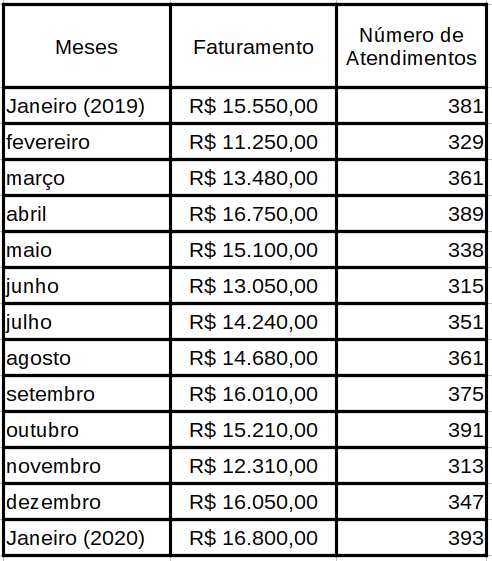 Meses Faturamento Número de
Atendimentos
Janeiro (2019) R$ 15.550,00 381
fevereiro R$ 11.250,00 329
março R$ 13.480,00 361
abril R$ 16.750,00 389
maio R$ 15.100,00 338
junho R$ 13.050,00 315
julho R$ 14.240,00 351
agosto R$ 14.680,00 361
setembro R$ 16.010,00 375
outubro R$ 15.210,00 391
novembro R$ 12.310,00 313
dezembro R$ 16.050,00 347
Janeiro (2020) R$ 16.800,00 393